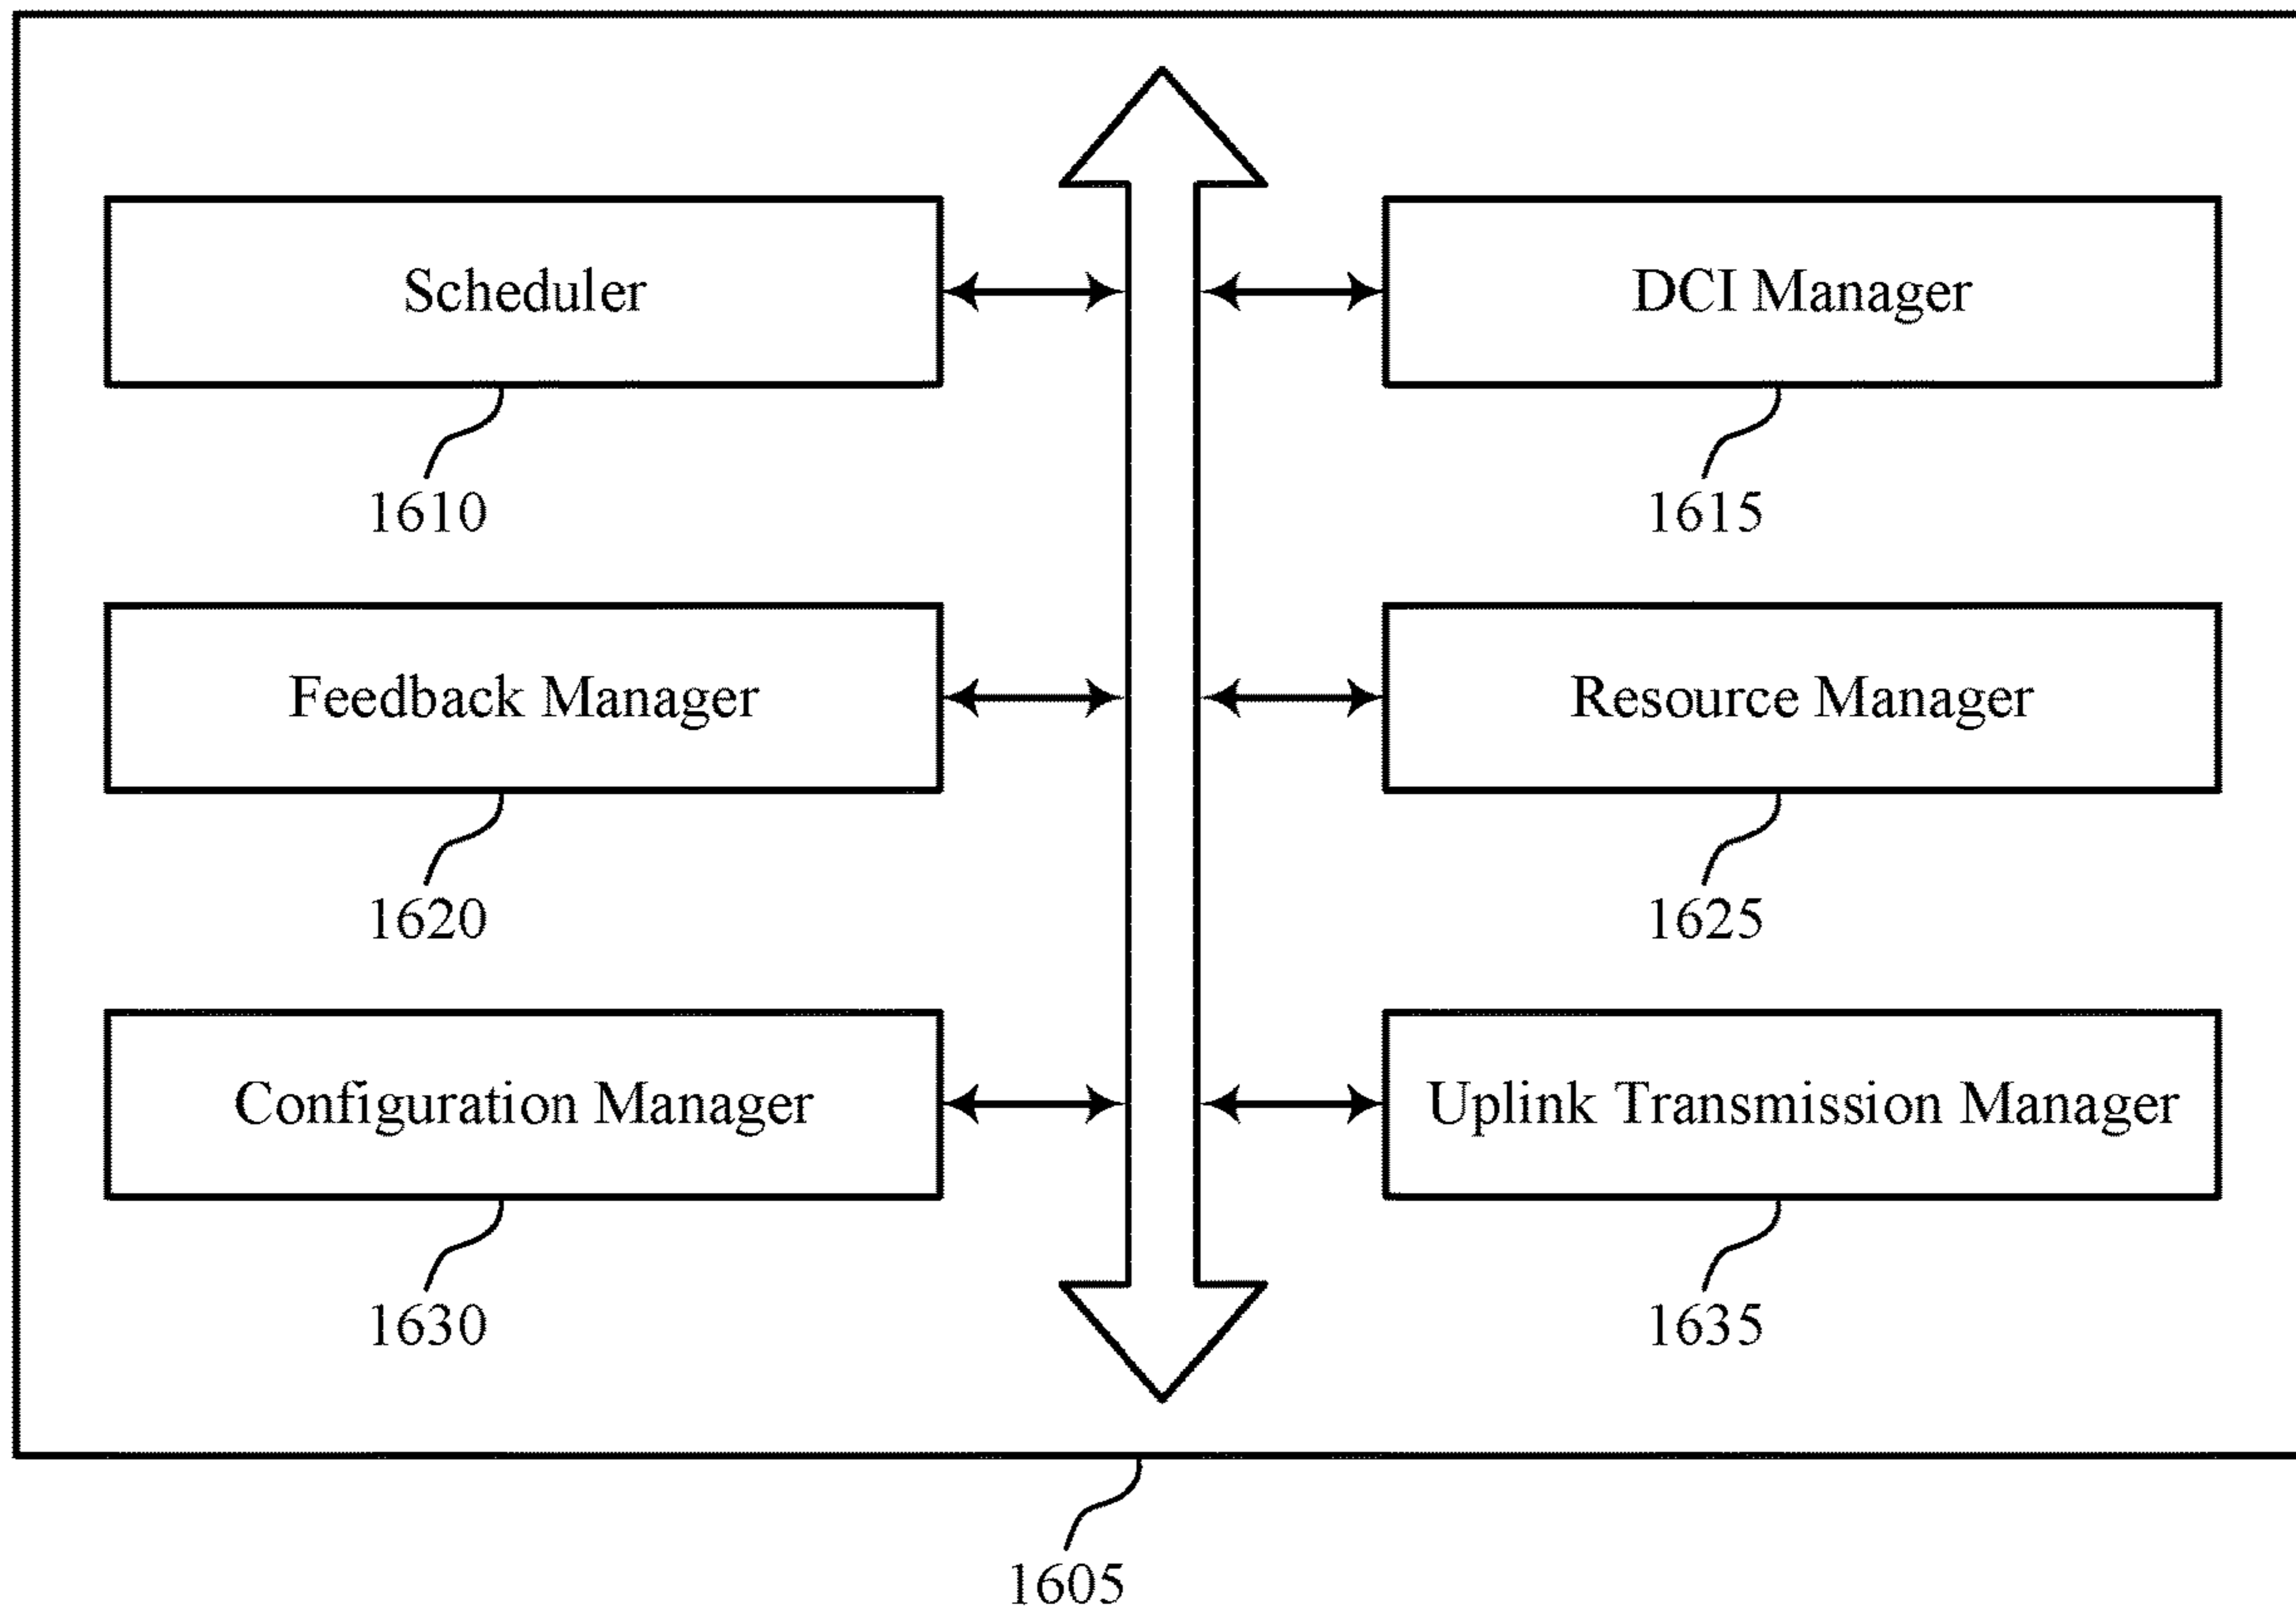 Scheduler
DCI Manager
1610
1615
Feedback Manager
Resource Manager
1620
1625
Configuration Manager
Uplink Transmission Manager
1630
1635
1605